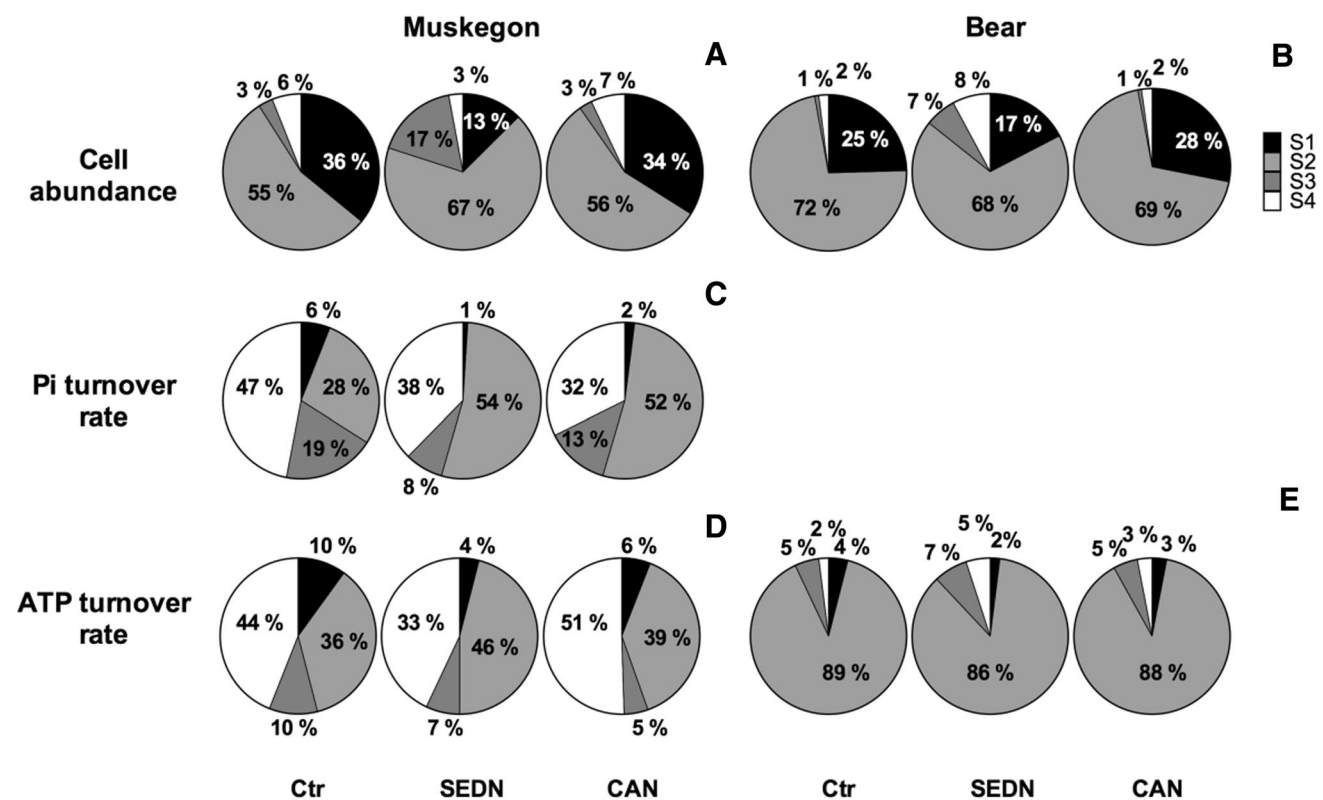 Muskegon
Bear
A
B
3 % 6 %
3 %
3 % 7 %
1 % 2 %
7 % 8 %
1 % 2 %
Cell
abundance
36 %
55 %
13 %
17 %
67 %
34 %
56 %
25 %
72 %
17 %
68 %
28 %
69 %
S1
S2
S3
S4
C
6 %
1 %
2 %
Pi turnover
rate
47 %
28 %
19 %
38 %
54 %
8 %
32 %
52 %
13 %
D
E
10 %
4 %
6 %
5 % 2 % 4 %
7 % 5 % 2%
5 % 3 % 3 %
ATP turnover
rate
44 %
36 %
10 %
33 %
46 %
7 %
51 %
39 %
5 %
89 %
86 %
88 %
Ctr
SEDN
CAN
Ctr
SEDN
CAN